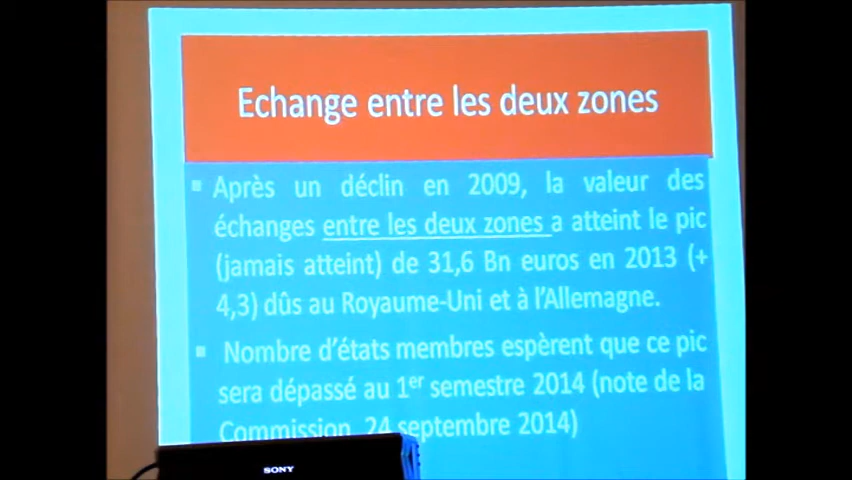 Echange entre les deux zones
▪ Après un déclin en 2009, la valeur des
échanges entre les deux zones a atteint le pic
(jamais atteint) de 31,6 Bn euros en 2013 (+
4,3) dûs au Royaume-Uni et à l'Allemagne.
▪ Nombre d'états membres espèrent que ce pic
sera dépassé au 1er semestre 2014 (note de la
Commission 24 septembre 2014)
SONY